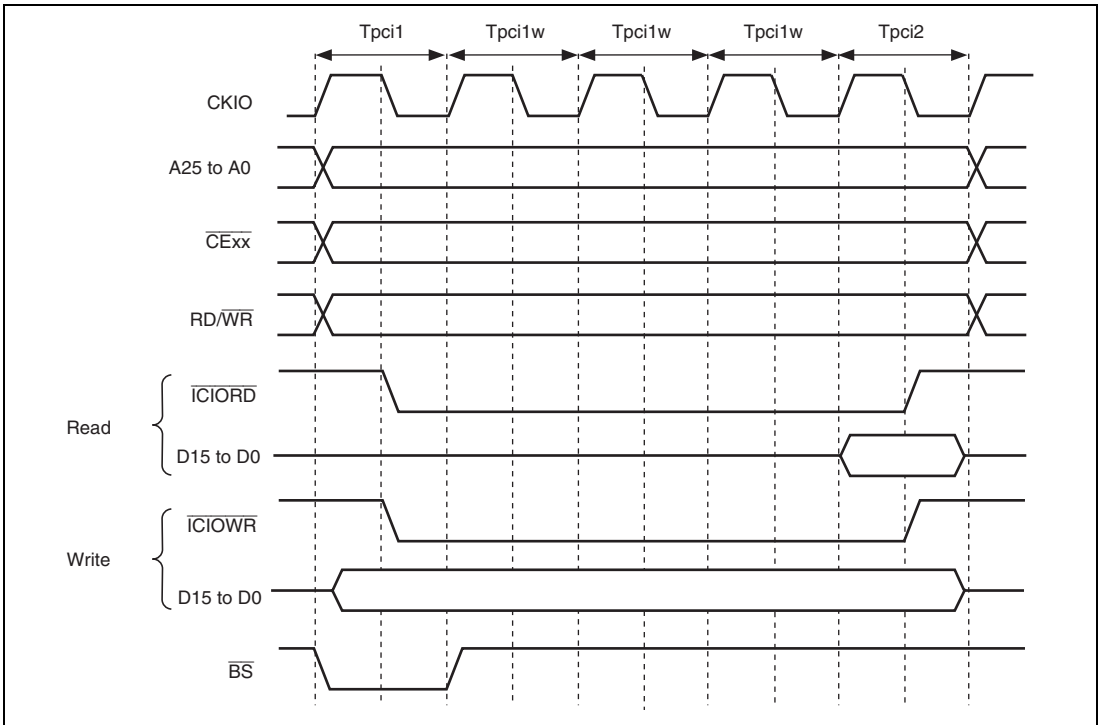 Tpci1 Tpci1w Tpci1w Tpci1w Tpci2
CKIO
A25 to A0
CExx
RD/WR
ICIORD
Read
D15 to D0
ICIOWR
Write
D15 to D0
BS